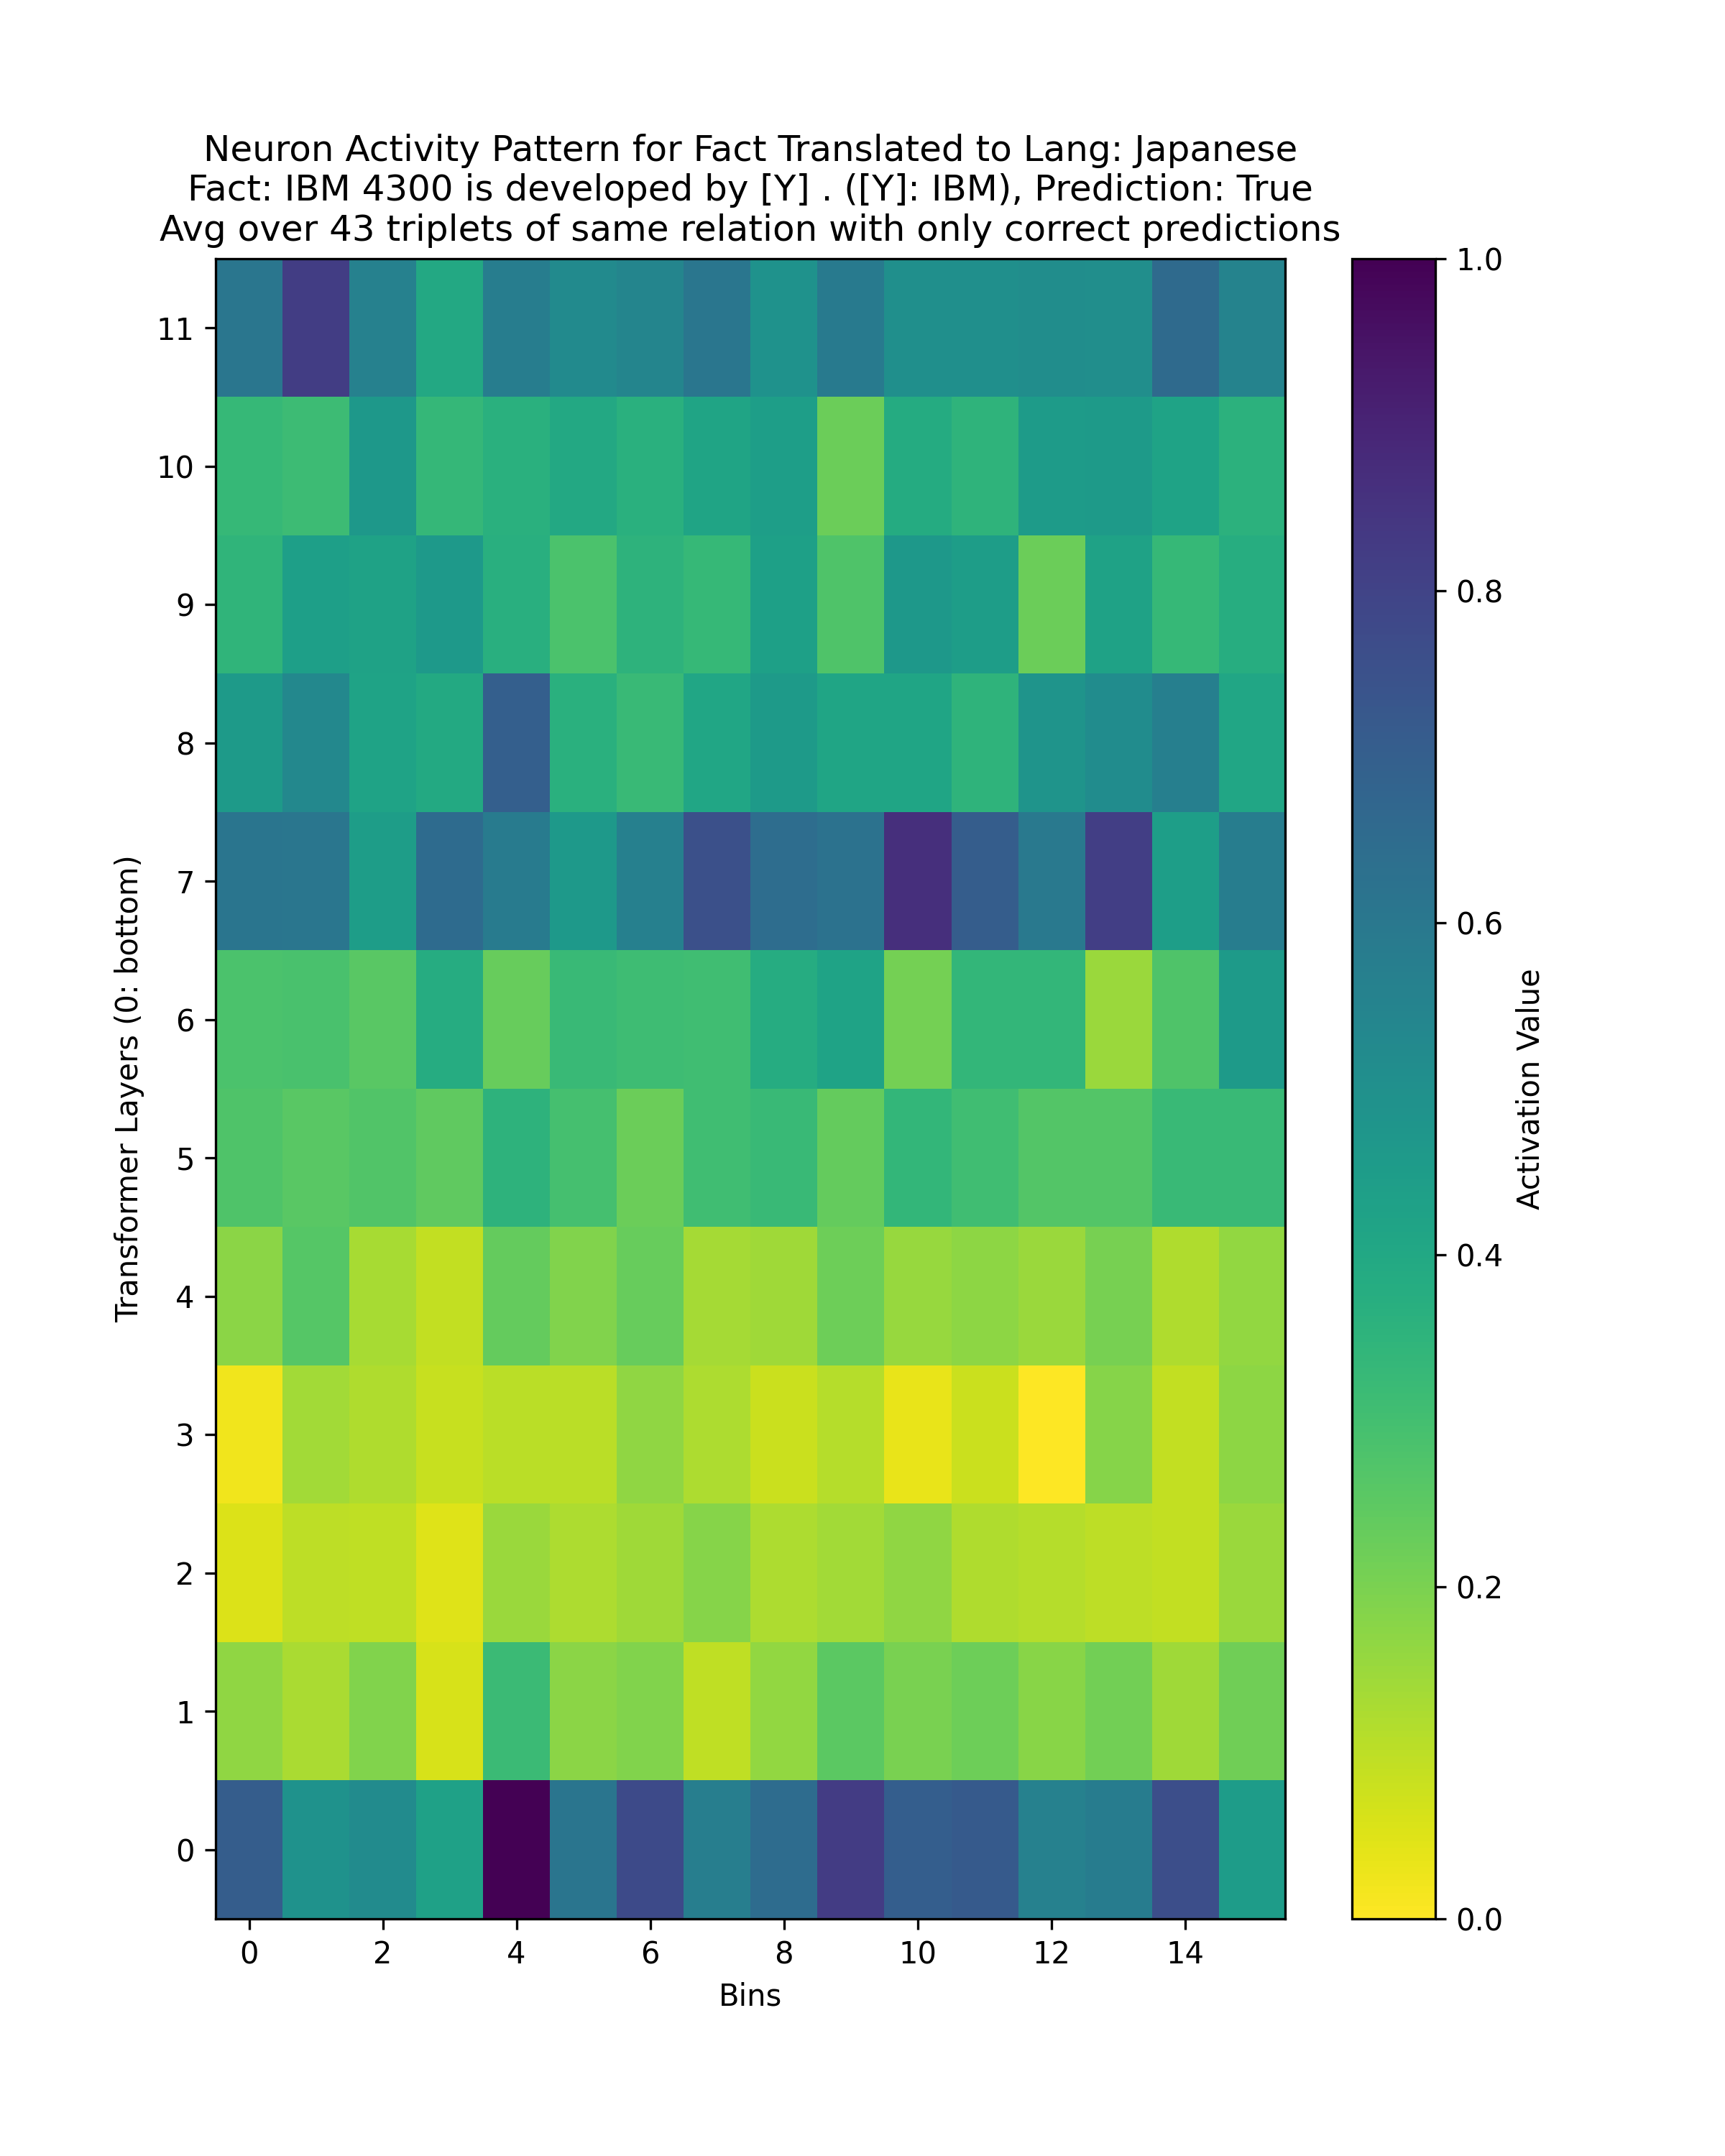 Neuron Activity Pattern for Fact Translated to Lang: Japanese
Fact: IBM 4300 is developed by [Y] . ([Y]: IBM), Prediction: True
Avg over 43 triplets of same relation with only correct predictions
11
10
9
8
7
6
5
4
3
2
1
0
Transformer Layers (0: bottom)
0 2 4 6 8 10 12 14
Bins
1.0
0.8
0.6
0.4
0.2
0.0
Activation Value